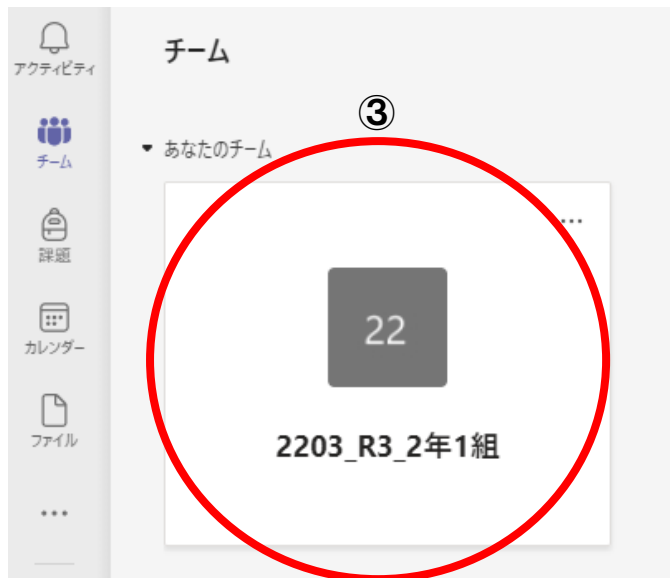 アクティビティ
チーム
課題
カレンダー
ファイル
…
チーム
③
あなたのチーム
…
22
2203_R3_2年1組